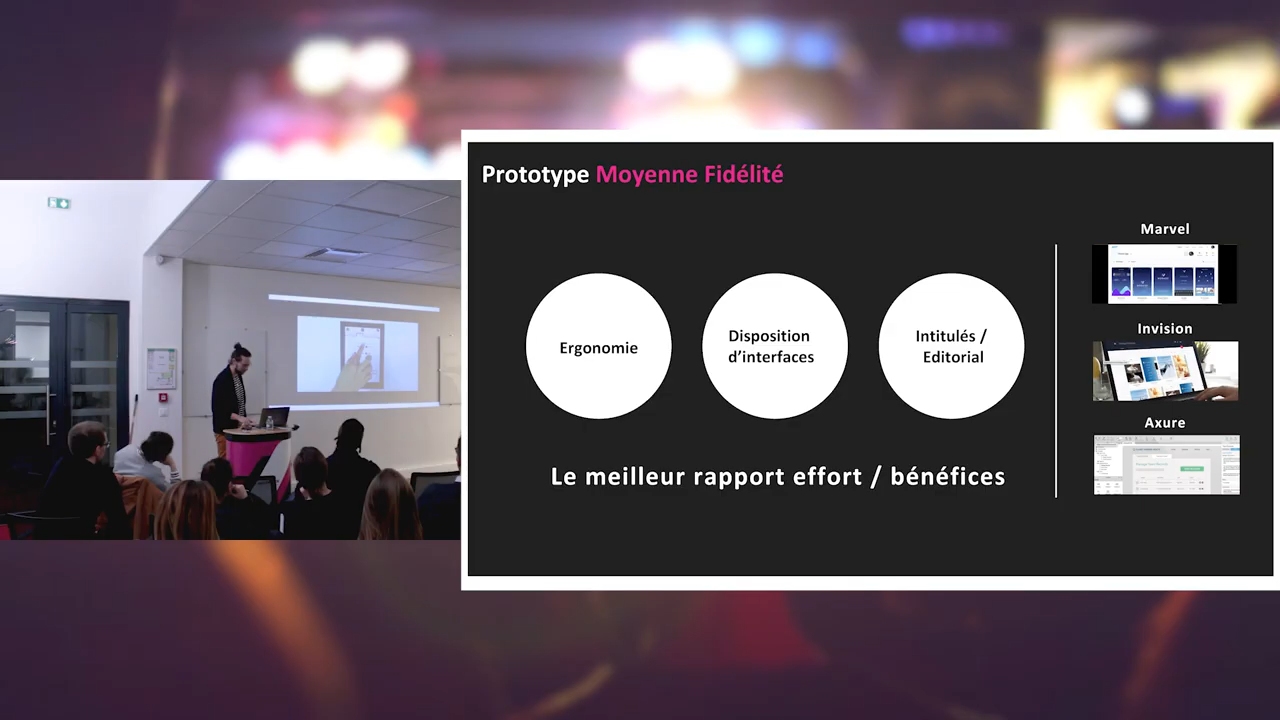 Prototype Moyenne Fidélité
Marvel
Invision
Axure
Ergonomie
Disposition
d'interfaces
Intitulés /
Editorial
Le meilleur rapport effort / bénéfices